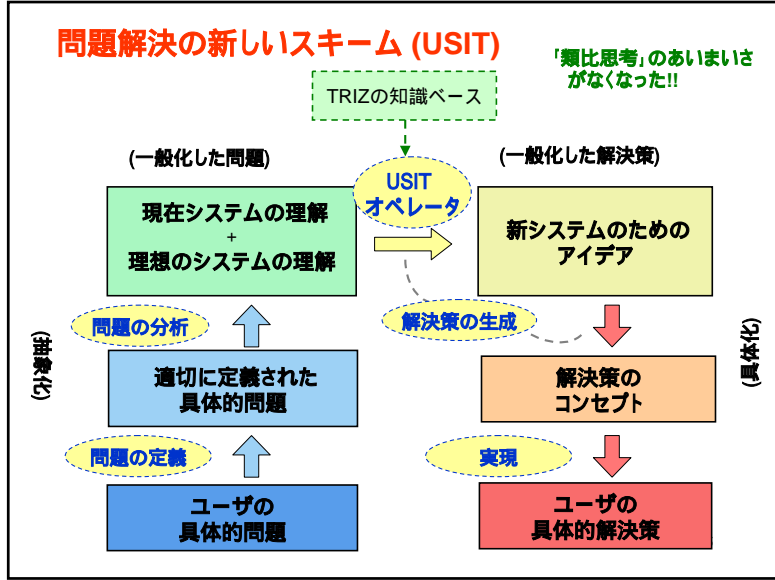 問題解決の新しいスキーム (USIT)
「類比思考」のあいまいさ
がなくなった!!
TRIZの知識ベース
(一般化した問題)
(一般化した解決策)
USIT
オペレータ
現在システムの理解
+
理想のシステムの理解
新システムのための
アイデア
問題の分析
解決策の生成
(抽象化)
(具体化)
適切に定義された
具体的問題
解決策の
コンセプト
問題の定義
実現
ユーザの
具体的問題
ユーザの
具体的解決策